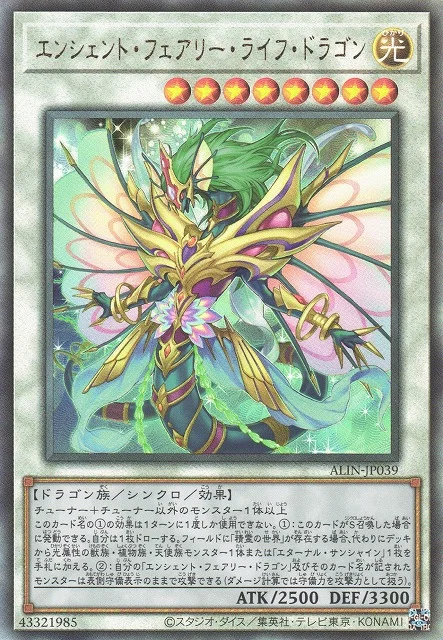 エンシェント・フェアリー・ライフ・ドラゴン
光
ALIN-JP039
【ドラゴン族／シンクロ／効果】
チューナー＋チューナー以外のモンスター1体以上
このカード名の①の効果は1ターンに1度しか使用できない。①：このカードがS召喚した場合
に発動できる。自分は1枚ドローする。フィールドに「精霊の世界」が存在する場合、代わりにデッキ
から光属性の獣族・植物族・天使族モンスター1体または「エターナル・サンシャイン」1枚を
手札に加える。②：自分の「エンシェント・フェアリー・ドラゴン」及びそのカード名が記された
モンスターは表側守備表示のままで攻撃できる（ダメージ計算では守備力を攻撃力として扱う）。
ATK/2500 DEF/3300
43321985
©スタジオ・ダイス／集英社・テレビ東京・KONAMI